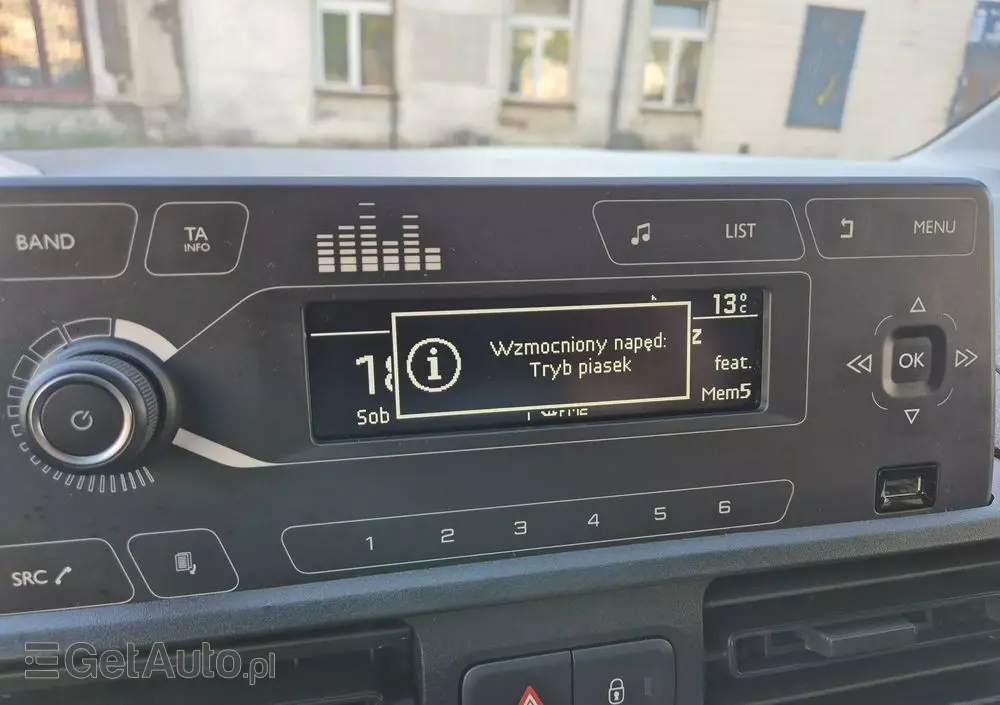 BAND
TA
INFO
LIST
MENU
13°C
Wzmocniony napęd:
Tryb piasek
z
feat.
Sob
Mem5
OK
1 2 3 4 5 6
SRC
GetAuto.pl